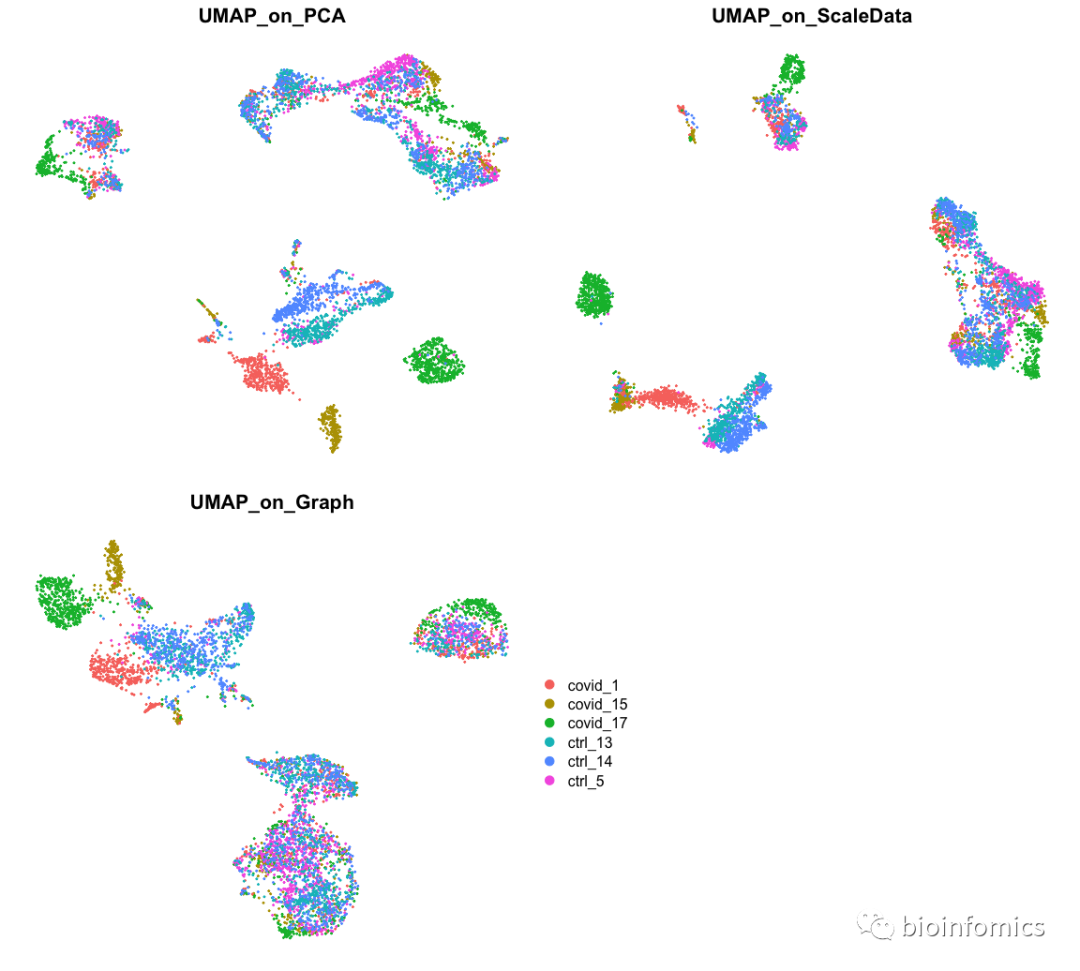 UMAP_on_PCA
UMAP_on_ScaleData
UMAP_on_Graph
covid_1
covid_15
covid_17
ctrl_13
ctrl_14
ctrl_5
bioinfomics